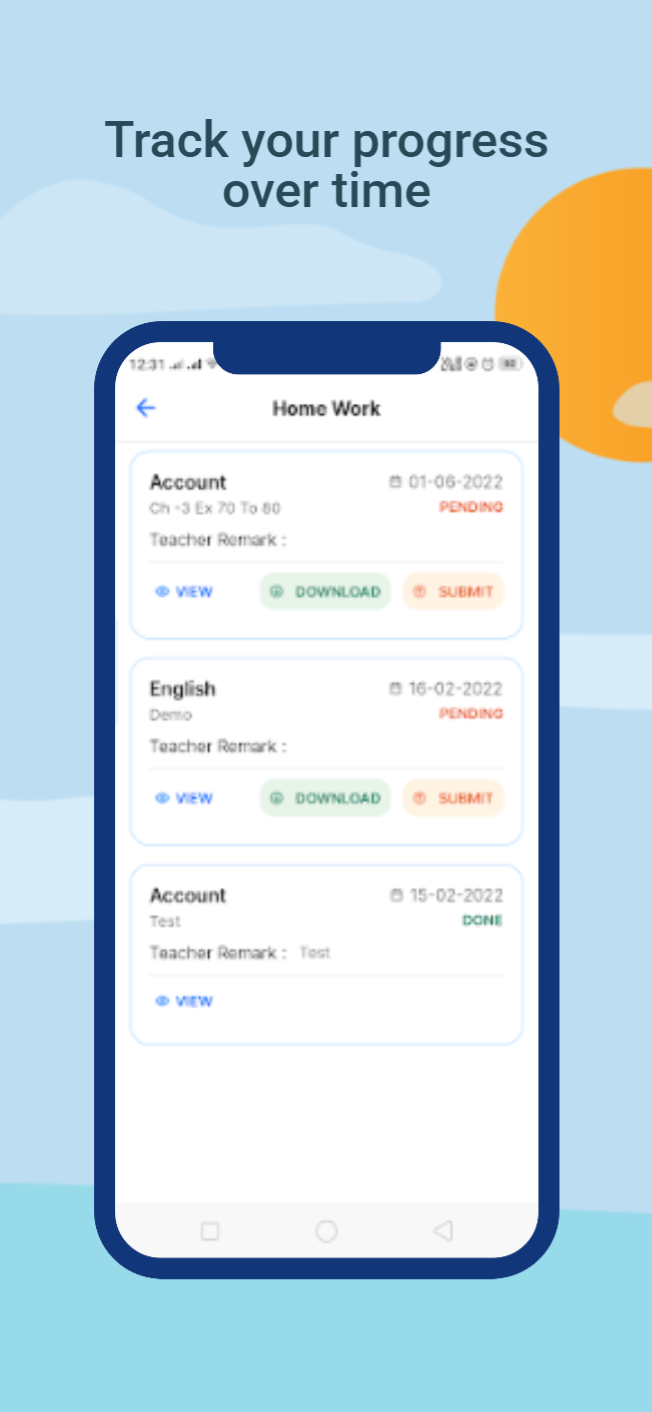 Track your progress
over time
12:31
Home Work
Account 01-06-2022
Ch -3 Ex 70 To 80 PENDING
Teacher Remark :
VIEW DOWNLOAD SUBMIT
English 16-02-2022
Demo PENDING
Teacher Remark :
VIEW DOWNLOAD SUBMIT
Account 15-02-2022
Test DONE
Teacher Remark : Test
VIEW